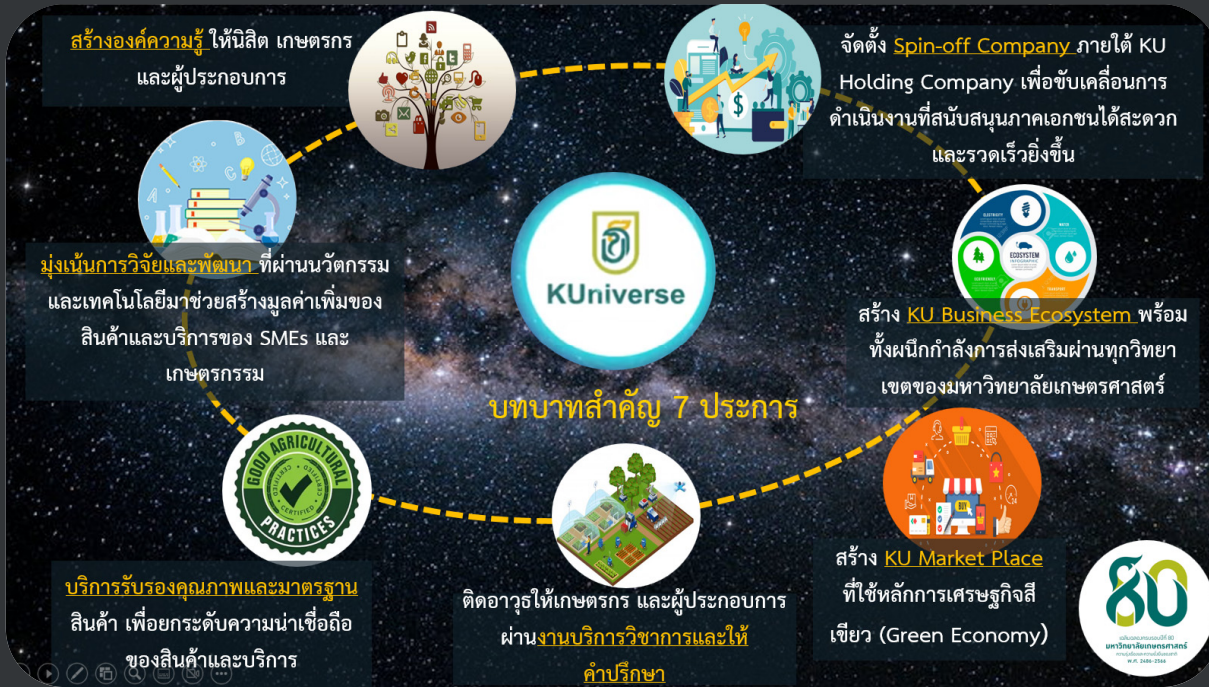 สร้างองค์ความรู้ ให้นิสิต เกษตรกร
และผู้ประกอบการ
จัดตั้ง Spin-off Company ภายใต้ KU
Holding Company เพื่อขับเคลื่อนการ
ดำเนินงานที่สนับสนุนภาคเอกชนได้สะดวก
และรวดเร็วยิ่งขึ้น
มุ่งเน้นการวิจัยและพัฒนา ที่ผ่านนวัตกรรม
และเทคโนโลยีมาช่วยสร้างมูลค่าเพิ่มของ
สินค้าและบริการของ SMEs และ
เกษตรกรรม
KUniverse
ECOSYSTEM
สร้าง KU Business Ecosystem พร้อม
ทั้งผนึกกำลังการส่งเสริมผ่านทุกวิทยา
เขตของมหาวิทยาลัยเกษตรศาสตร์
บทบาทสำคัญ 7 ประการ
GOOD AGRICULTURAL
CERTIFIED
CERTIFIED
PRACTICES
BUY
24
บริการรับรองคุณภาพและมาตรฐาน
สินค้า เพื่อยกระดับความน่าเชื่อถือ
ของสินค้าและบริการ
ติดอาวุธให้เกษตรกร และผู้ประกอบการ
ผ่านงานบริการวิชาการและให้
คำปรึกษา
สร้าง KU Market Place
ที่ใช้หลักการเศรษฐกิจสี
เขียว (Green Economy)
80
มหาวิทยาลัยเกษตรศาสตร์
พ.ศ. 2486-2566